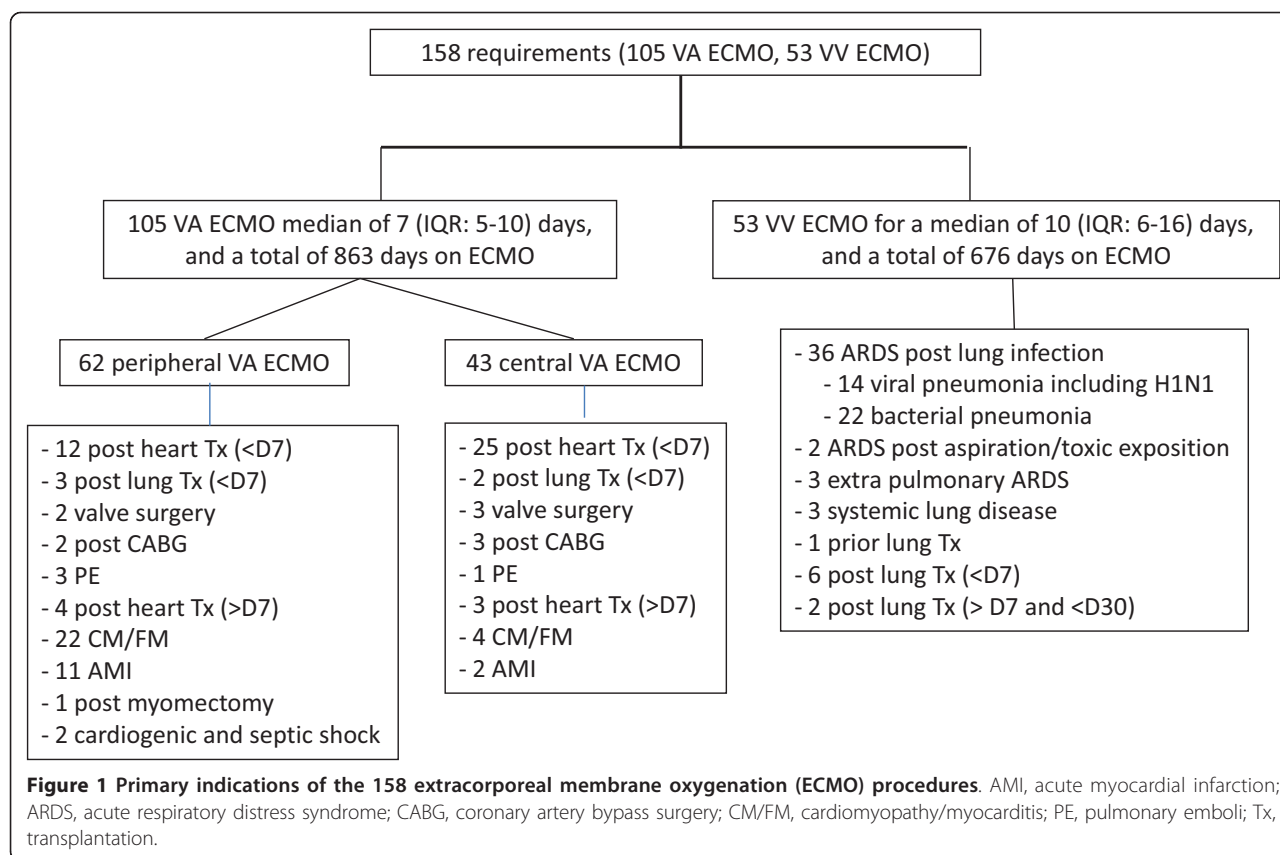 158 requirements (105 VA ECMO, 53 VV ECMO)
105 VA ECMO median of 7 (IQR: 5-10) days,
and a total of 863 days on ECMO
53 VV ECMO for a median of 10 (IQR: 6-16) days,
and a total of 676 days on ECMO
62 peripheral VA ECMO
43 central VA ECMO
- 12 post heart Tx (<D7)
- 3 post lung Tx (<D7)
- 2 valve surgery
- 2 post CABG
- 3 PE
- 4 post heart Tx (>D7)
- 22 CM/FM
- 11 AMI
- 1 post myomectomy
- 2 cardiogenic and septic shock
- 25 post heart Tx (<D7)
- 2 post lung Tx (<D7)
- 3 valve surgery
- 3 post CABG
- 1 PE
- 3 post heart Tx (>D7)
- 4 CM/FM
- 2 AMI
- 36 ARDS post lung infection
- 14 viral pneumonia including H1N1
- 22 bacterial pneumonia
- 2 ARDS post aspiration/toxic exposition
- 3 extra pulmonary ARDS
- 3 systemic lung disease
- 1 prior lung Tx
- 6 post lung Tx (<D7)
- 2 post lung Tx (> D7 and <D30)
Figure 1 Primary indications of the 158 extracorporeal membrane oxygenation (ECMO) procedures. AMI, acute myocardial infarction;
ARDS, acute respiratory distress syndrome; CABG, coronary artery bypass surgery; CM/FM, cardiomyopathy/myocarditis; PE, pulmonary emboli; Tx,
transplantation.